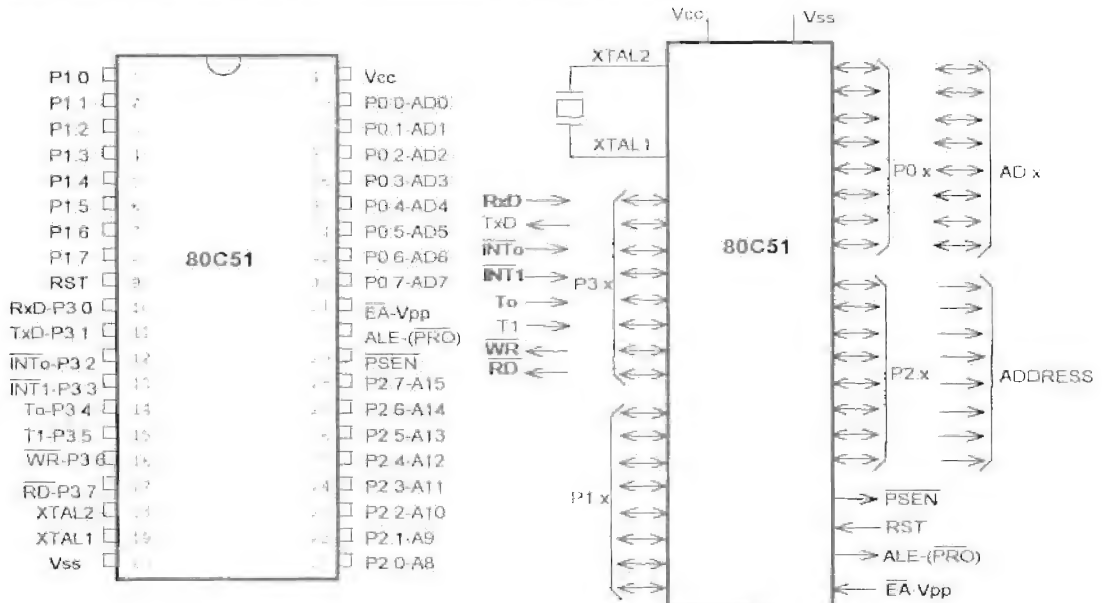 P1 0
P1 1
P1.2
P1.3
P1 4
P1 5
P1 6
P1 7
RST
RxD-P3 0
TxD-P3 1
INTo-P3 2
INT1-P3 3
To-P3 4
T1-P3 5
WR-P3 6
RD-P3 7
XTAL2
XTAL1
Vss
80C51
Vcc
P0 0-AD0
P0.1-AD1
P0 2-AD2
P0 3-AD3
P0 4-AD4
P0 5-AD5
P0 6-AD6
P0 7-AD7
EA-Vpp
ALE-(PRO)
PSEN
P2 7-A15
P2 6-A14
P2 5-A13
P2 4-A12
P2 3-A11
P2 2-A10
P2.1-A9
P2 0-A8
Vcc
Vss
XTAL2
XTAL1
RxD
TxD
INTo
INT1
To
T1
WR
RD
P3 x
P1 x
80C51
P0 x
AD x
P2.x
ADDRESS
PSEN
RST
ALE-(PRO)
EA-Vpp